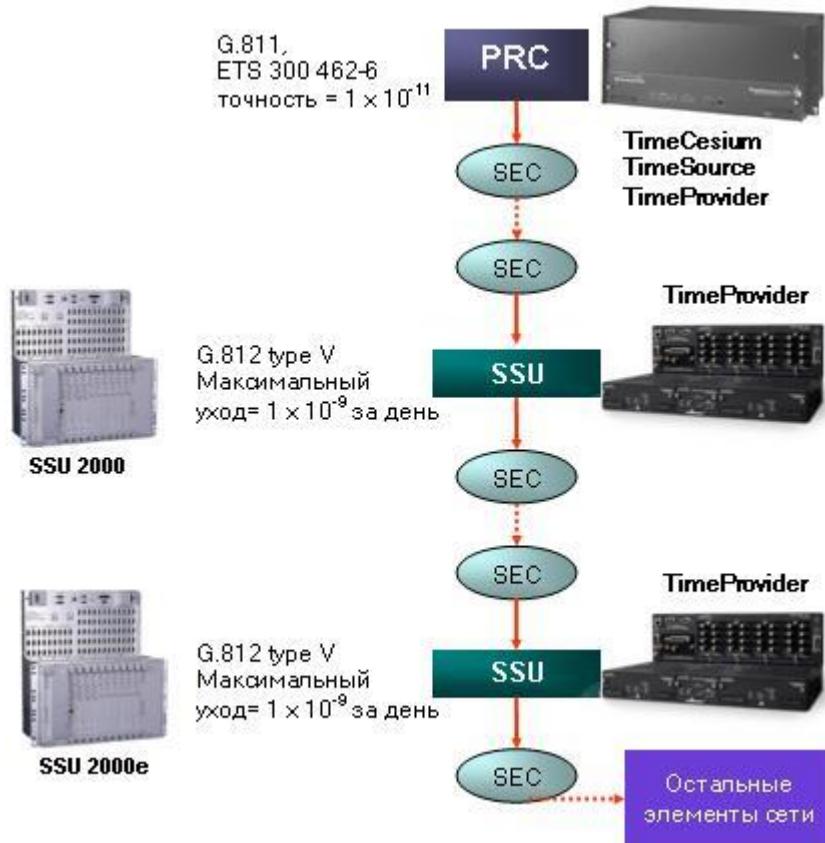 G.811,
ETS 300 462-6
точность = 1 x 10⁻¹¹
PRC
TimeCesium
TimeSource
TimeProvider
SEC
SEC
TimeProvider
G.812 type V
Максимальный
уход= 1 x 10⁻⁹ за день
SSU
SSU 2000
SEC
SEC
TimeProvider
G.812 type V
Максимальный
уход= 1 x 10⁻⁹ за день
SSU
SSU 2000e
SEC
Остальные
элементы сети